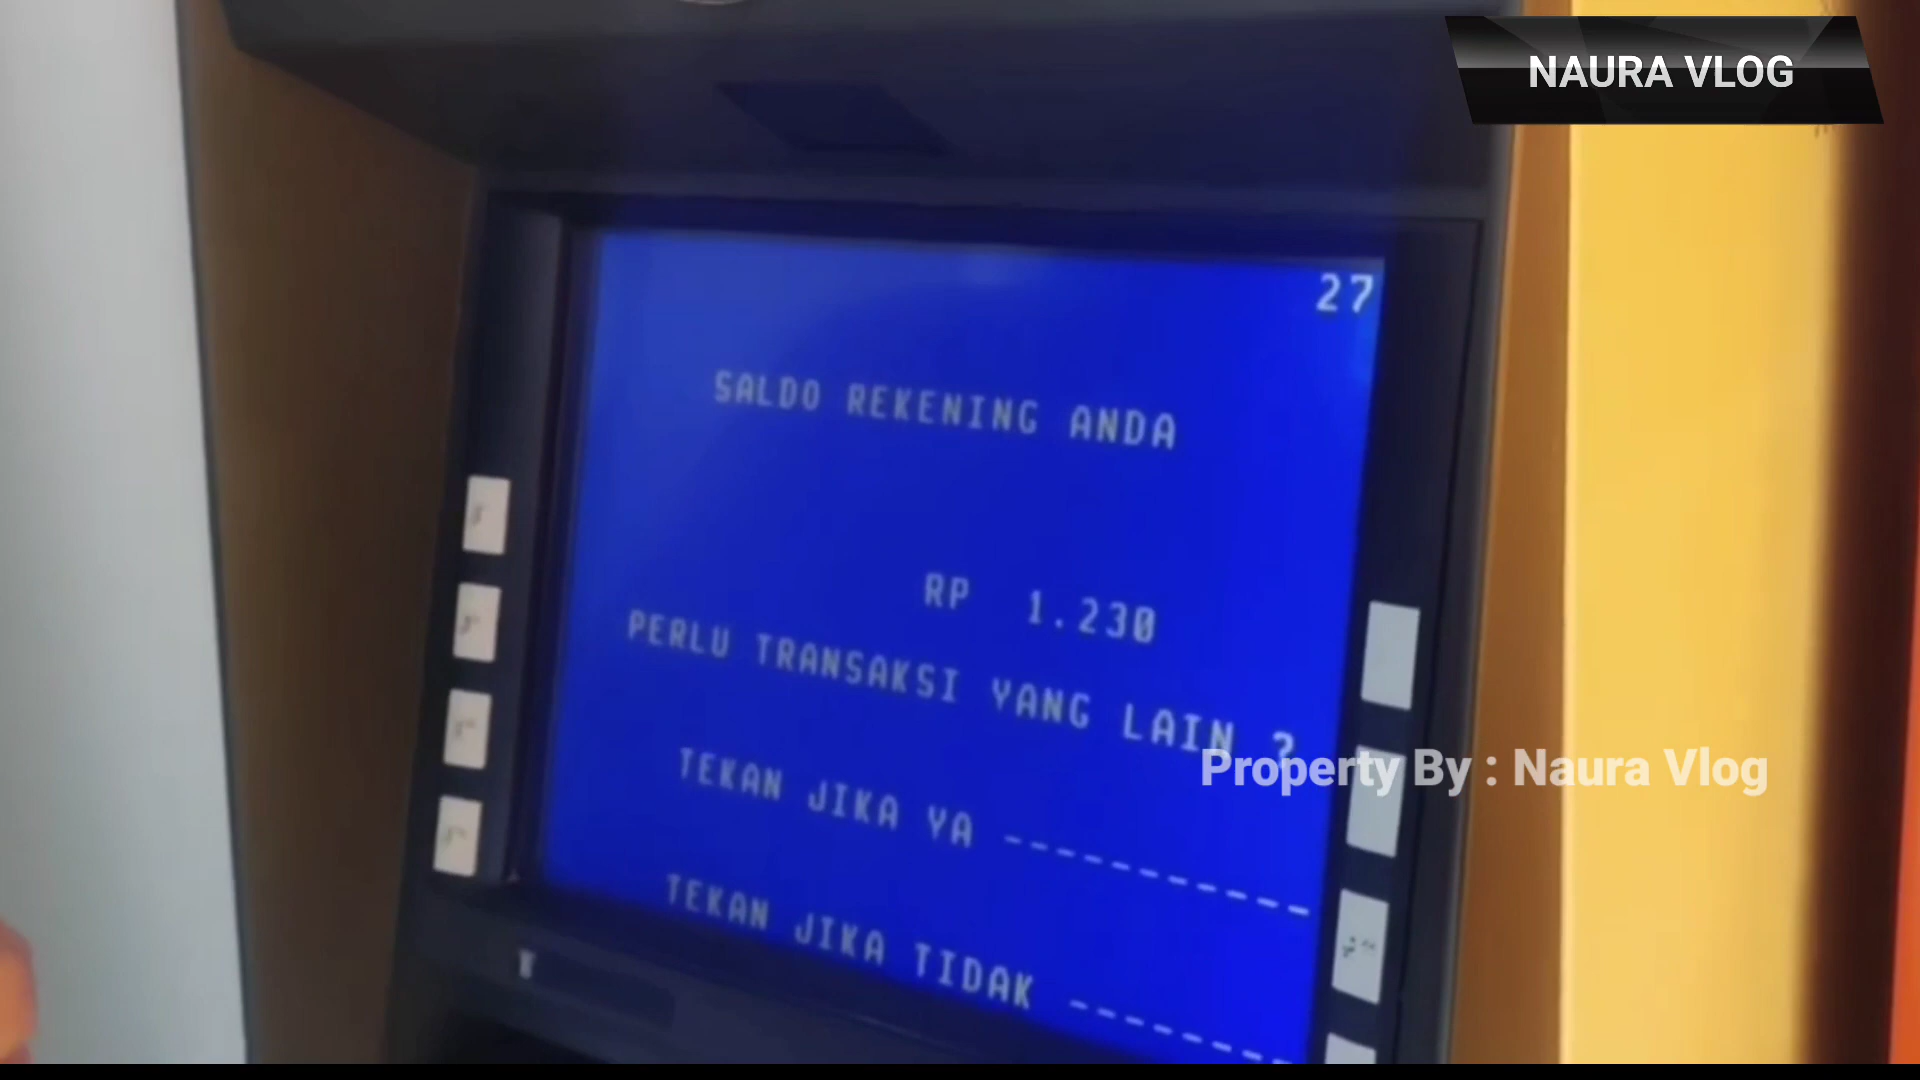 NAURA VLOG
27
SALDO REKENING ANDA
RP 1.230
PERLU TRANSAKSI YANG LAIN ?
Property By : Naura Vlog
TEKAN JIKA YA -----------
TEKAN JIKA TIDAK --------